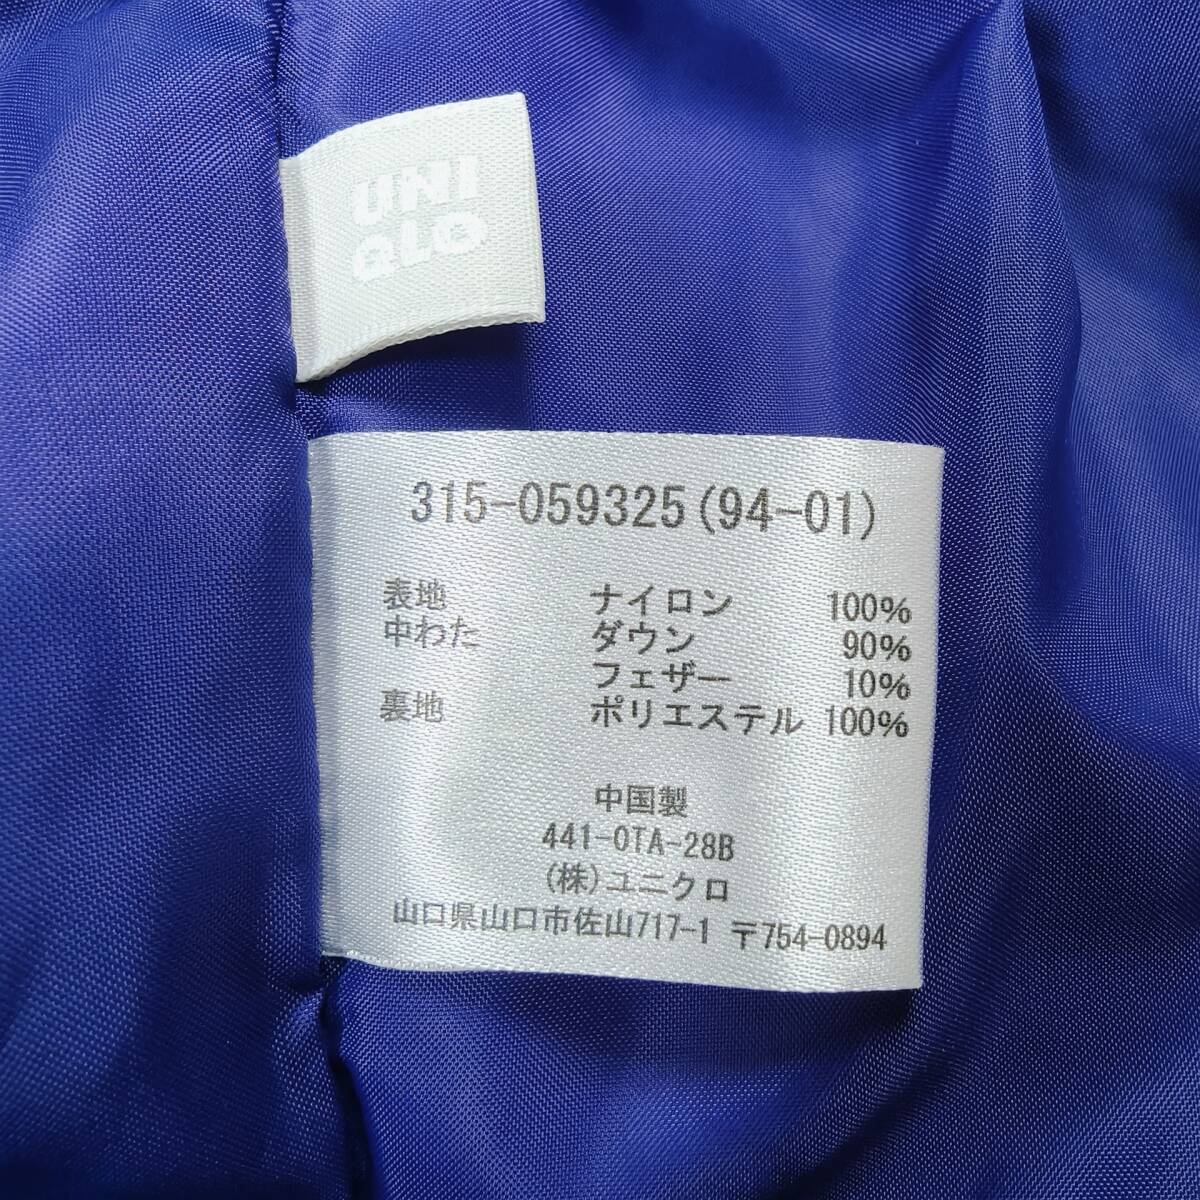 UNI
QLO
315-059325(94-01)
表地 ナイロン 100%
中わた ダウン 90%
フェザー 10%
裏地 ポリエステル 100%
中国製
441-OTA-28B
(株)ユニクロ
山口県山口市佐山717-1 〒754-0894